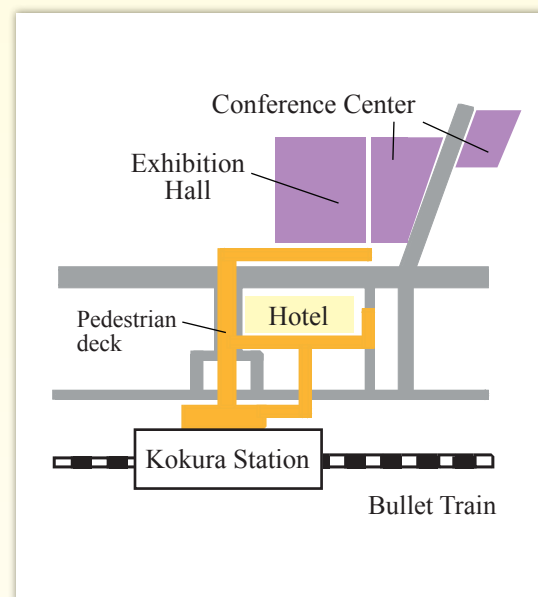 Conference Center
Exhibition
Hall
Pedestrian
deck
Hotel
Kokura Station
Bullet Train